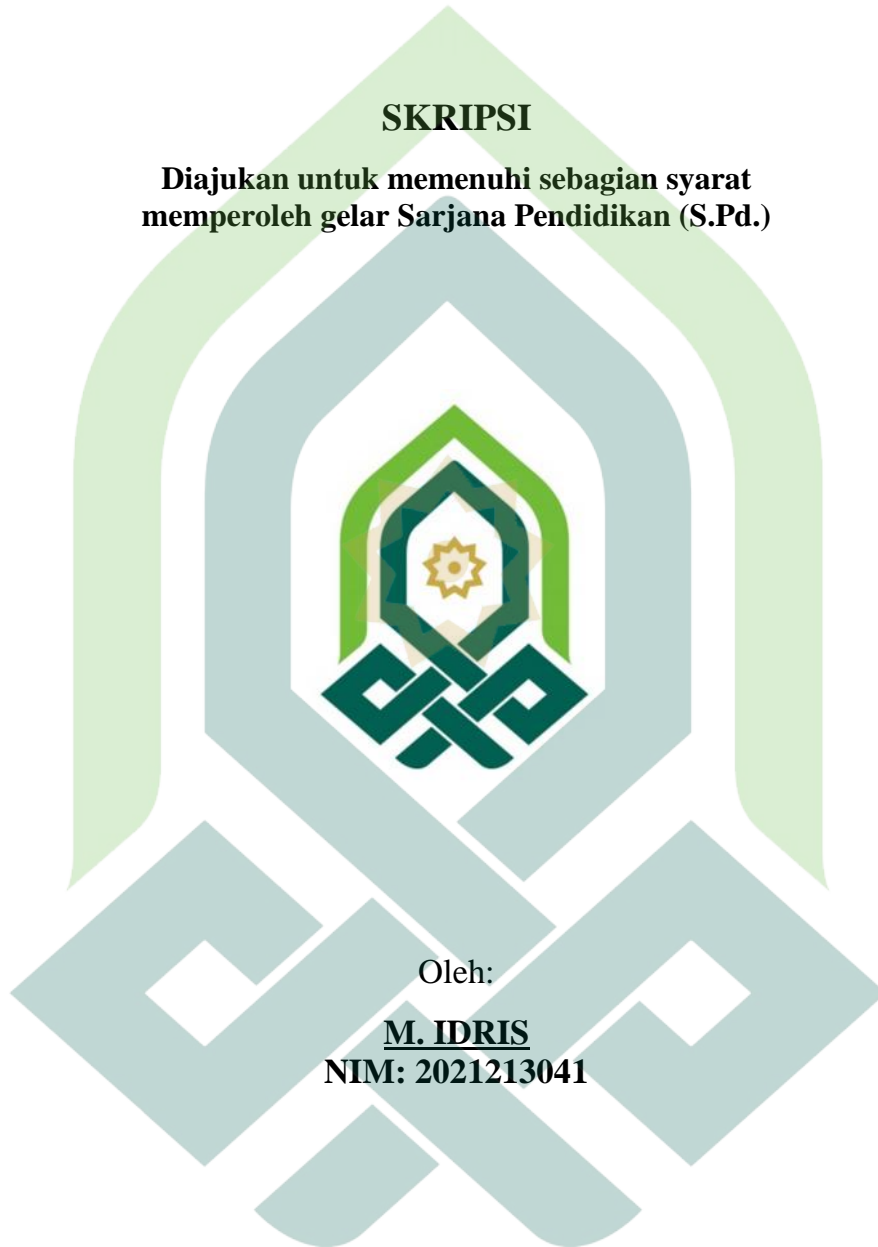 SKRIPSI
Diajukan untuk memenuhi sebagian syarat
memperoleh gelar Sarjana Pendidikan (S.Pd.)
Oleh:
M. IDRIS
NIM: 2021213041